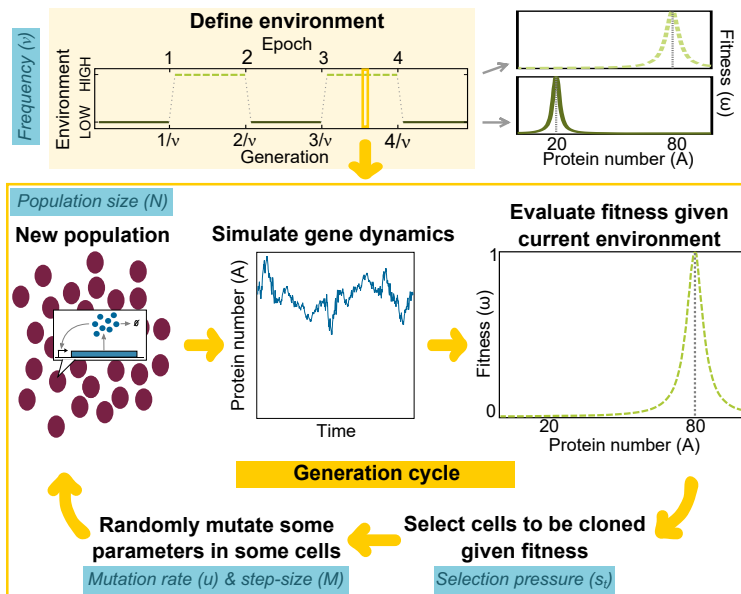 Define environment
Frequency (ν)
Epoch
1 2 3 4
Environment
HIGH
LOW
1/ν 2/ν 3/ν 4/ν
Generation
Fitness (ω)
20 80
Protein number (A)
Population size (N)
New population
ø
Simulate gene dynamics
Protein number (A)
Time
Evaluate fitness given
current environment
1
Fitness (ω)
0
20 80
Protein number (A)
Generation cycle
Randomly mutate some
parameters in some cells
Mutation rate (u) & step-size (M)
Select cells to be cloned
given fitness
Selection pressure (sₜ)